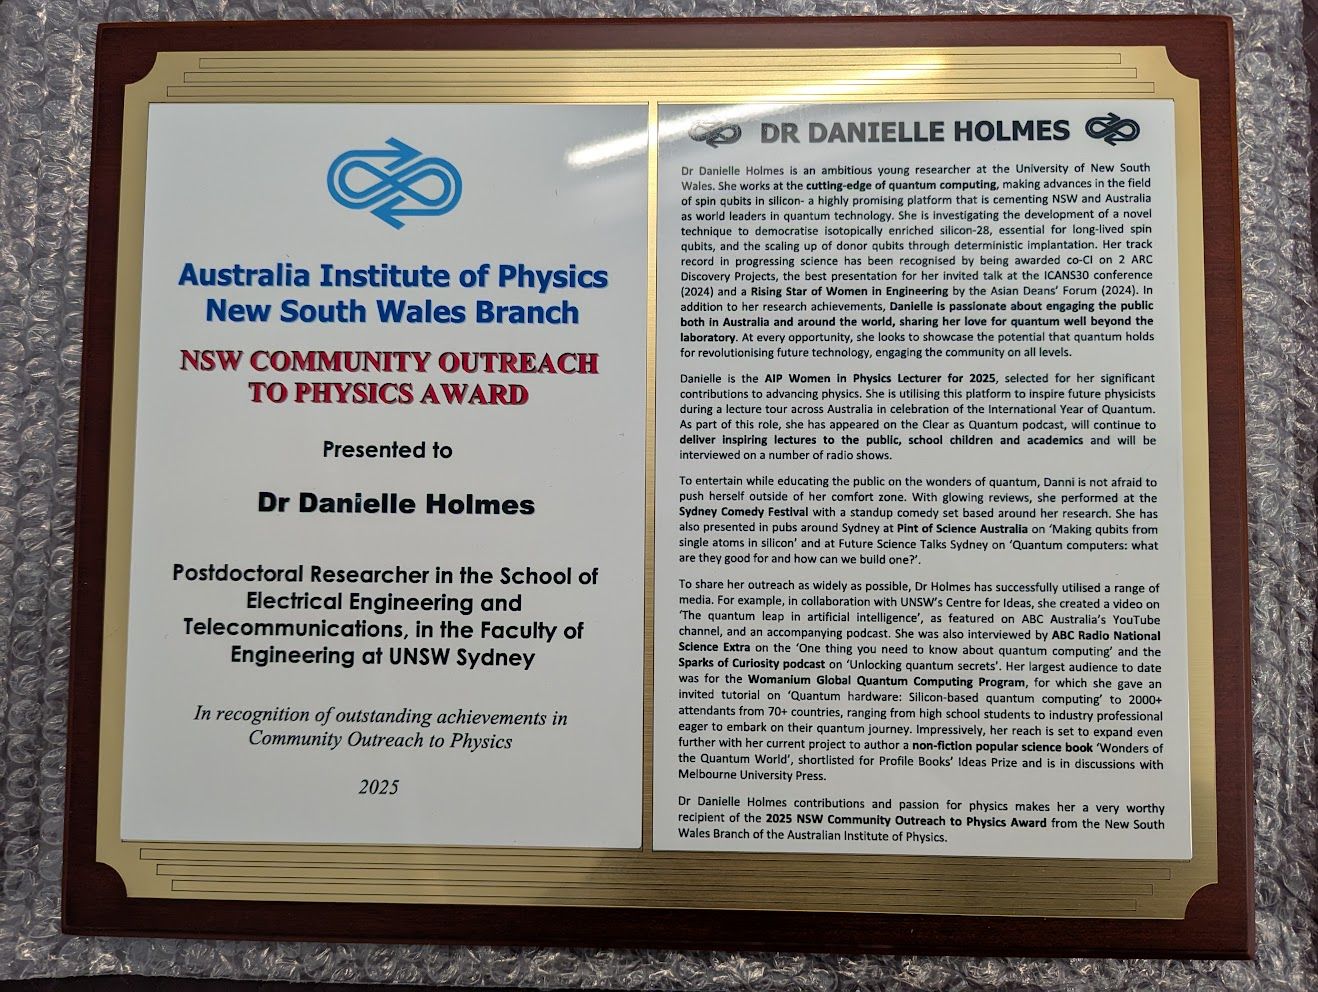 Australia Institute of Physics
New South Wales Branch
NSW COMMUNITY OUTREACH
TO PHYSICS AWARD
Presented to
Dr Danielle Holmes
Postdoctoral Researcher in the School of
Electrical Engineering and
Telecommunications, in the Faculty of
Engineering at UNSW Sydney
In recognition of outstanding achievements in
Community Outreach to Physics
2025
DR DANIELLE HOLMES
Dr Danielle Holmes is an ambitious young researcher at the University of New South
Wales. She works at the cutting-edge of quantum computing, making advances in the field
of spin qubits in silicon- a highly promising platform that is cementing NSW and Australia
as world leaders in quantum technology. She is investigating the development of a novel
technique to democratise isotopically enriched silicon-28, essential for long-lived spin
qubits, and the scaling up of donor qubits through deterministic implantation. Her track
record in progressing science has been recognised by being awarded co-CI on 2 ARC
Discovery Projects, the best presentation for her invited talk at the ICANS30 conference
(2024) and a Rising Star of Women in Engineering by the Asian Deans' Forum (2024). In
addition to her research achievements, Danielle is passionate about engaging the public
both in Australia and around the world, sharing her love for quantum well beyond the
laboratory. At every opportunity, she looks to showcase the potential that quantum holds
for revolutionising future technology, engaging the community on all levels.
Danielle is the AIP Women in Physics Lecturer for 2025, selected for her significant
contributions to advancing physics. She is utilising this platform to inspire future physicists
during a lecture tour across Australia in celebration of the International Year of Quantum.
As part of this role, she has appeared on the Clear as Quantum podcast, will continue to
deliver inspiring lectures to the public, school children and academics and will be
interviewed on a number of radio shows.
To entertain while educating the public on the wonders of quantum, Danni is not afraid to
push herself outside of her comfort zone. With glowing reviews, she performed at the
Sydney Comedy Festival with a standup comedy set based around her research. She has
also presented in pubs around Sydney at Pint of Science Australia on 'Making qubits from
single atoms in silicon' and at Future Science Talks Sydney on 'Quantum computers: what
are they good for and how can we build one?'.
To share her outreach as widely as possible, Dr Holmes has successfully utilised a range of
media. For example, in collaboration with UNSW's Centre for Ideas, she created a video on
'The quantum leap in artificial intelligence', as featured on ABC Australia's YouTube
channel, and an accompanying podcast. She was also interviewed by ABC Radio National
Science Extra on the 'One thing you need to know about quantum computing' and the
Sparks of Curiosity podcast on 'Unlocking quantum secrets'. Her largest audience to date
was for the Womanium Global Quantum Computing Program, for which she gave an
invited tutorial on 'Quantum hardware: Silicon-based quantum computing' to 2000+
attendants from 70+ countries, ranging from high school students to industry professional
eager to embark on their quantum journey. Impressively, her reach is set to expand even
further with her current project to author a non-fiction popular science book 'Wonders of
the Quantum World', shortlisted for Profile Books' Ideas Prize and is in discussions with
Melbourne University Press.
Dr Danielle Holmes contributions and passion for physics makes her a very worthy
recipient of the 2025 NSW Community Outreach to Physics Award from the New South
Wales Branch of the Australian Institute of Physics.